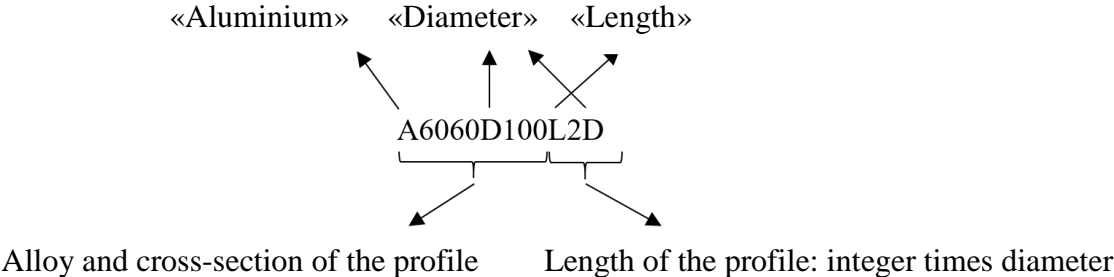 «Aluminium» «Diameter» «Length»
A6060D100L2D
Alloy and cross-section of the profile Length of the profile: integer times diameter